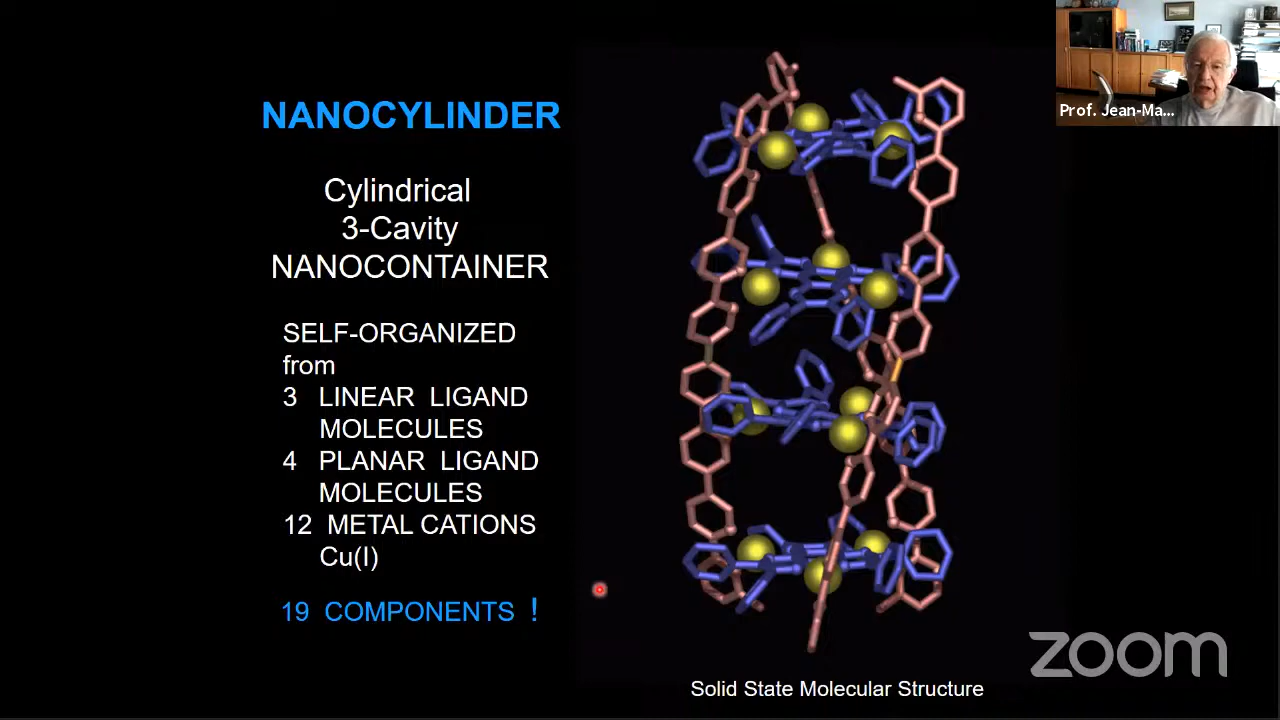 Prof. Jean-Ma...
NANOCYLINDER
Cylindrical
3-Cavity
NANOCONTAINER
SELF-ORGANIZED
from
3 LINEAR LIGAND
MOLECULES
4 PLANAR LIGAND
MOLECULES
12 METAL CATIONS
Cu(I)
19 COMPONENTS !
zoom
Solid State Molecular Structure